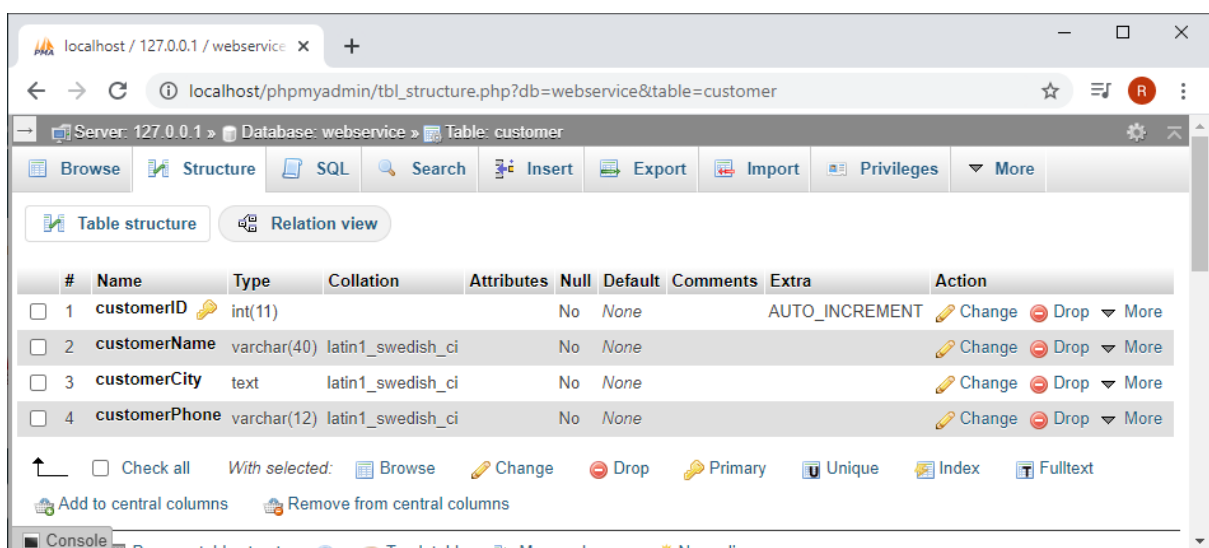 PMA localhost / 127.0.0.1 / webservice
localhost/phpmyadmin/tbl_structure.php?db=webservice&table=customer R
Server: 127.0.0.1 » Database: webservice » Table: customer
Browse Structure SQL Search Insert Export Import Privileges More
Table structure Relation view
# Name Type Collation Attributes Null Default Comments Extra Action
1 customerID int(11) No None AUTO_INCREMENT Change Drop More
2 customerName varchar(40) latin1_swedish_ci No None Change Drop More
3 customerCity text latin1_swedish_ci No None Change Drop More
4 customerPhone varchar(12) latin1_swedish_ci No None Change Drop More
Check all With selected: Browse Change Drop Primary Unique Index Fulltext
Add to central columns Remove from central columns
Console